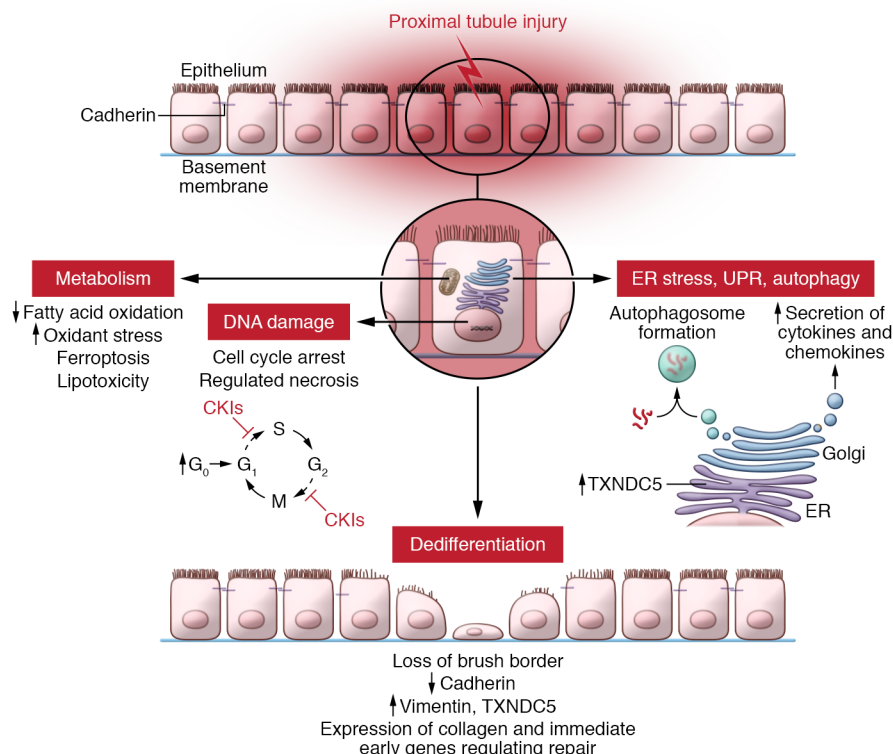 Proximal tubule injury
Epithelium
Cadherin
Basement
membrane
Metabolism
Fatty acid oxidation
Oxidant stress
Ferroptosis
Lipotoxicity
DNA damage
Cell cycle arrest
Regulated necrosis
CKIs
S
G0
G1
G2
M
CKIs
ER stress, UPR, autophagy
Autophagosome
formation
Secretion of
cytokines and
chemokines
Golgi
TXNDC5
ER
Dedifferentiation
Loss of brush border
Cadherin
Vimentin, TXNDC5
Expression of collagen and immediate
early genes regulating repair